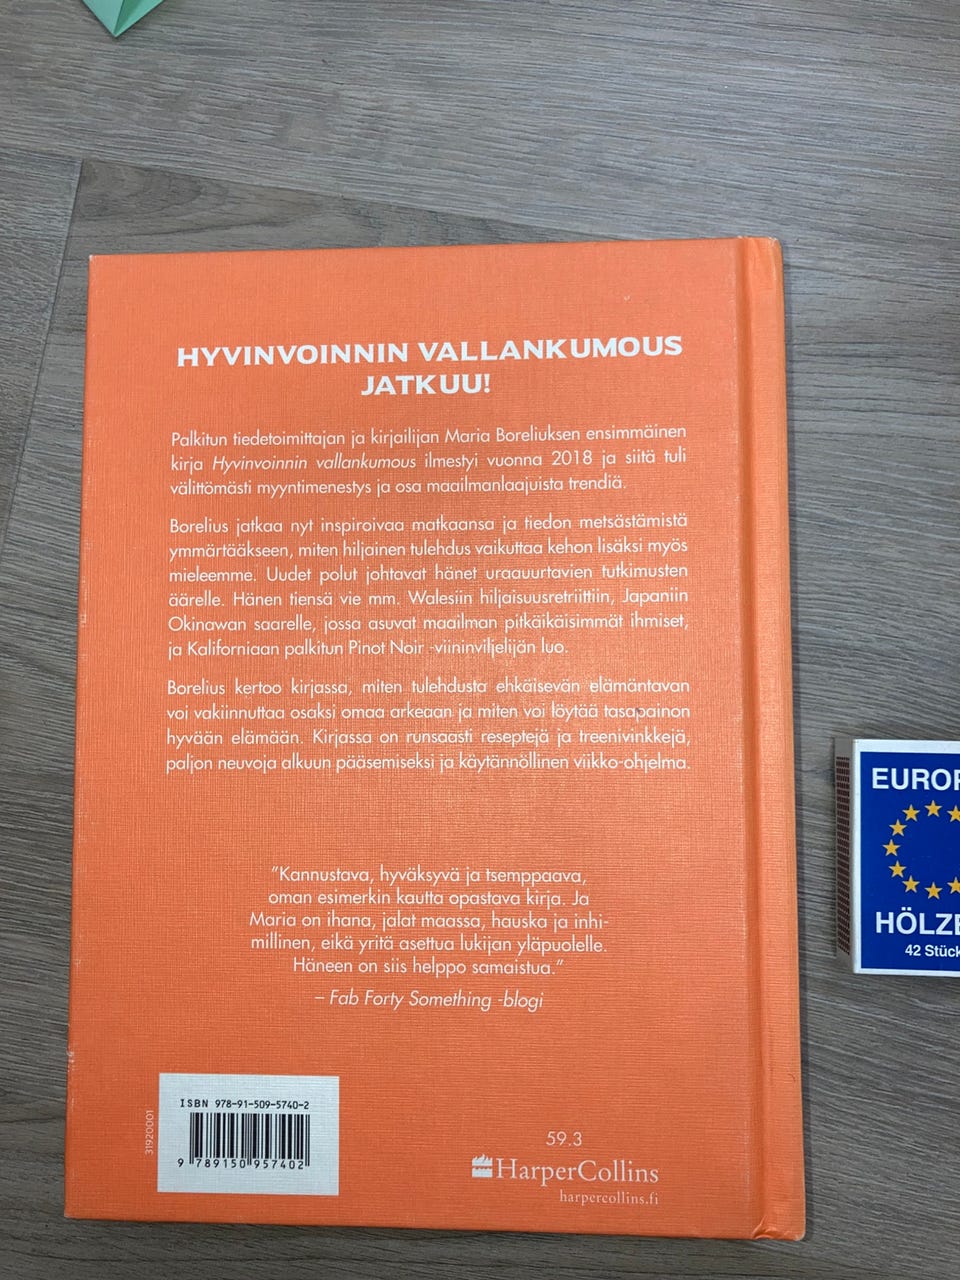 HYVINVOINNIN VALLANKUMOUS
JATKUU!
Palkitun tiedetoimittajan ja kirjailijan Maria Boreliuksen ensimmäinen
kirja Hyvinvoinnin vallankumous ilmestyi vuonna 2018 ja siitä tuli
välittömästi myyntimenestys ja osa maailmanlaajuista trendiä.
Borelius jatkaa nyt inspiroivaa matkaansa ja tiedon metsästämistä
ymmärtääkseen, miten hiljainen tulehdus vaikuttaa kehon lisäksi myös
mieleemme. Uudet polut johtavat hänet uraauurtavien tutkimusten
äärelle. Hänen tiensä vie mm. Walesiin hiljaisuusretriittiin, Japaniin
Okinawan saarelle, jossa asuvat maailman pitkäikäisimmät ihmiset,
ja Kaliforniaan palkitun Pinot Noir -viininviljelijän luo.
Borelius kertoo kirjassa, miten tulehdusta ehkäisevän elämäntavan
voi vakiinnuttaa osaksi omaa arkeaan ja miten voi löytää tasapainon
hyvään elämään. Kirjassa on runsaasti reseptejä ja treenivinkkejä,
paljon neuvoja alkuun pääsemiseksi ja käytännöllinen viikko-ohjelma.
”Kannustava, hyväksyvä ja tsemppaava,
oman esimerkin kautta opastava kirja. Ja
Maria on ihana, jalat maassa, hauska ja inhi-
millinen, eikä yritä asettua lukijan yläpuolelle.
Häneen on siis helppo samaistua.”
– Fab Forty Something -blogi
ISBN 978-91-509-5740-2
9 789150 957402
31920001
59.3
HarperCollins
harpercollins.fi
EUROP
HÖLZE
42 Stück